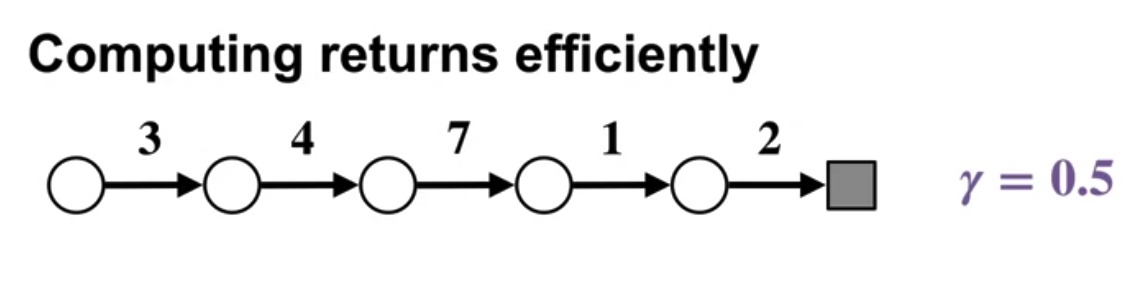 Computing returns efficiently
3 4 7 1 2
γ = 0.5